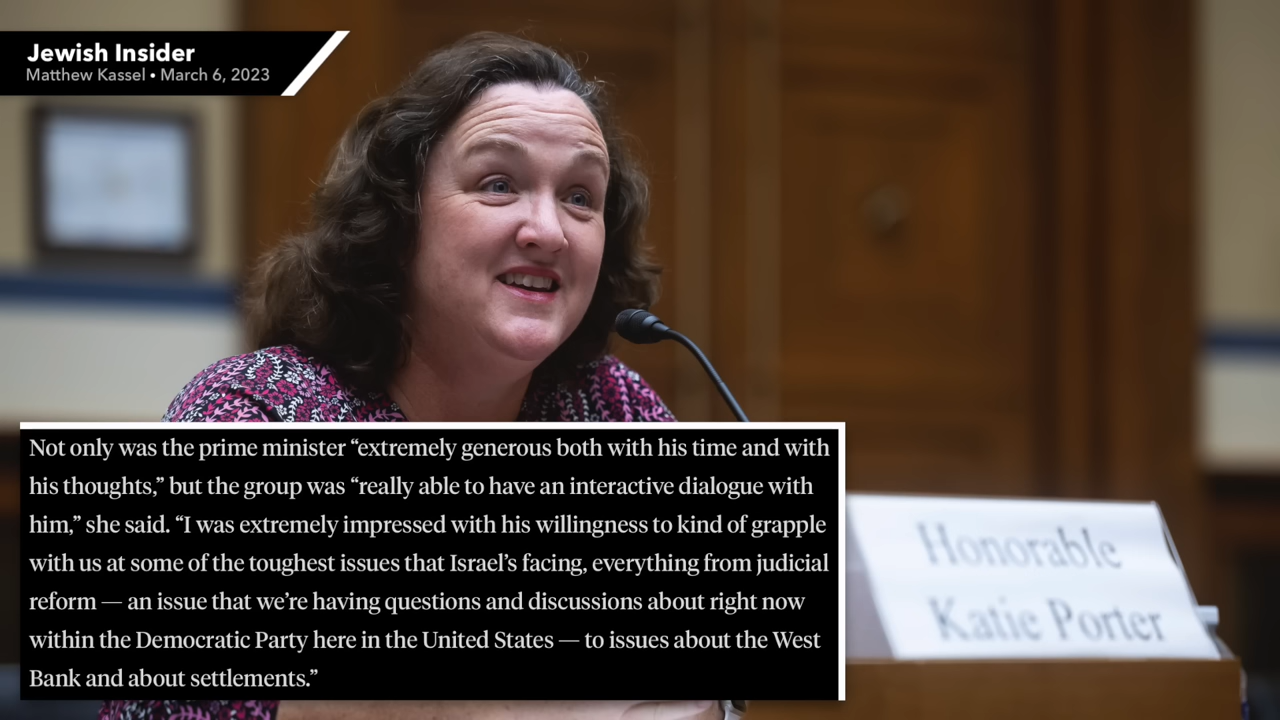 Jewish Insider
Matthew Kassel • March 6, 2023
Not only was the prime minister “extremely generous both with his time and with
his thoughts,” but the group was “really able to have an interactive dialogue with
him,” she said. “I was extremely impressed with his willingness to kind of grapple
with us at some of the toughest issues that Israel’s facing, everything from judicial
reform — an issue that we’re having questions and discussions about right now
within the Democratic Party here in the United States — to issues about the West
Bank and about settlements.”
Honorable
Katie Porter